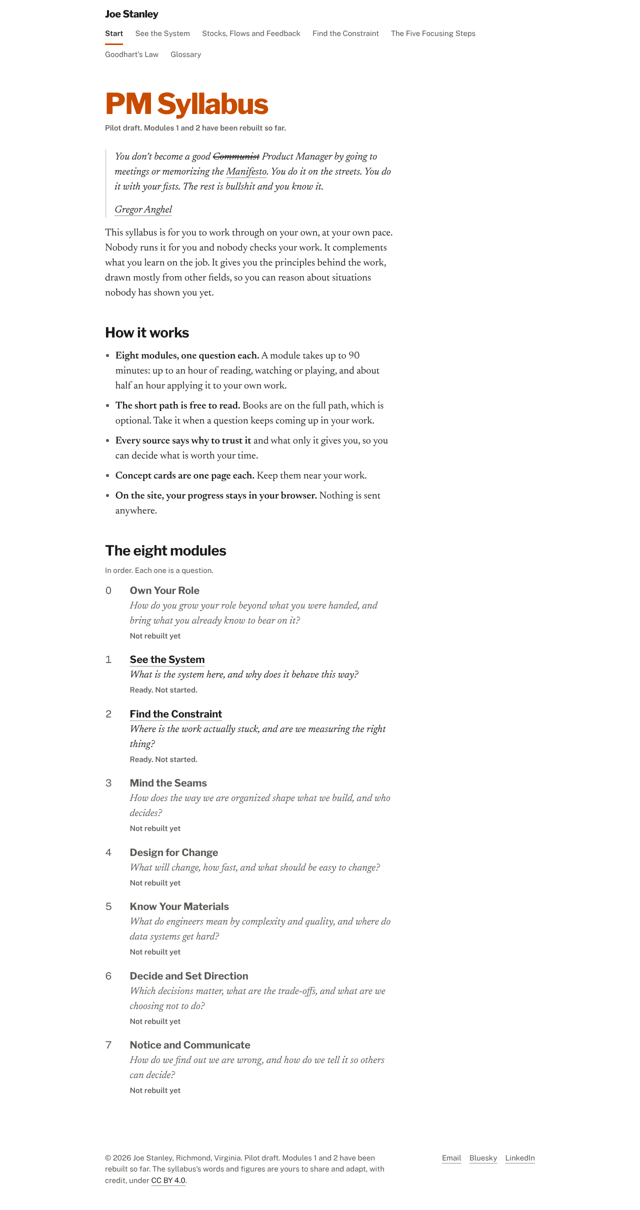 Joe Stanley
Start See the System Stocks, Flows and Feedback Find the Constraint The Five Focusing Steps
Goodhart's Law Glossary
PM Syllabus
Pilot draft. Modules 1 and 2 have been rebuilt so far.
You don't become a good Communist Product Manager by going to
meetings or memorizing the Manifesto. You do it on the streets. You do
it with your fists. The rest is bullshit and you know it.
Gregor Anghel
This syllabus is for you to work through on your own, at your own pace.
Nobody runs it for you and nobody checks your work. It complements
what you learn on the job. It gives you the principles behind the work,
drawn mostly from other fields, so you can reason about situations
nobody has shown you yet.
How it works
Eight modules, one question each. A module takes up to 90
minutes: up to an hour of reading, watching or playing, and about
half an hour applying it to your own work.
The short path is free to read. Books are on the full path, which is
optional. Take it when a question keeps coming up in your work.
Every source says why to trust it and what only it gives you, so you
can decide what is worth your time.
Concept cards are one page each. Keep them near your work.
On the site, your progress stays in your browser. Nothing is sent
anywhere.
The eight modules
In order. Each one is a question.
0 Own Your Role
How do you grow your role beyond what you were handed, and
bring what you already know to bear on it?
Not rebuilt yet
1 See the System
What is the system here, and why does it behave this way?
Ready. Not started.
2 Find the Constraint
Where is the work actually stuck, and are we measuring the right
thing?
Ready. Not started.
3 Mind the Seams
How does the way we are organized shape what we build, and who
decides?
Not rebuilt yet
4 Design for Change
What will change, how fast, and what should be easy to change?
Not rebuilt yet
5 Know Your Materials
What do engineers mean by complexity and quality, and where do
data systems get hard?
Not rebuilt yet
6 Decide and Set Direction
Which decisions matter, what are the trade-offs, and what are we
choosing not to do?
Not rebuilt yet
7 Notice and Communicate
How do we find out we are wrong, and how do we tell it so others
can decide?
Not rebuilt yet
© 2026 Joe Stanley, Richmond, Virginia. Pilot draft. Modules 1 and 2 have been
rebuilt so far. The syllabus's words and figures are yours to share and adapt, with
credit, under CC BY 4.0.
Email Bluesky LinkedIn